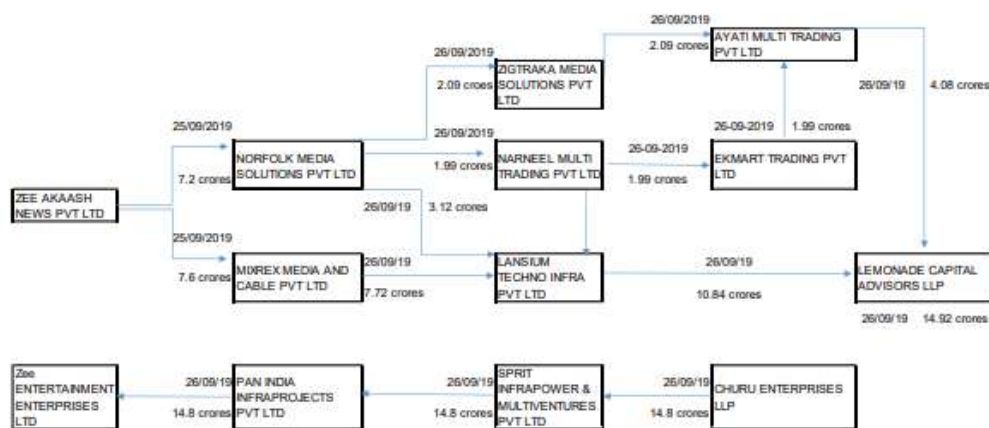 26/09/2019
26/09/2019
AYATI MULTI TRADING
PVT LTD
2.09 crores
26/09/2019
ZIGTRAKA MEDIA
SOLUTIONS PVT
LTD
2.09 croes
26/09/19
4.08 crores
25/09/2019
26/09/2019
26-09-2019
1.99 crores
26-09-2019
NORFOLK MEDIA
SOLUTIONS PVT LTD
NARNEEL MULTI
TRADING PVT LTD
EKMART TRADING PVT
LTD
1.99 crores
1.99 crores
7.2 crores
ZEE AKAASH
NEWS PVT LTD
26/09/19
3.12 crores
25/09/2019
26/09/19
26/09/19
MIXREX MEDIA AND
CABLE PVT LTD
LANSIUM
TECHNO INFRA
PVT LTD
LEMONADE CAPITAL
ADVISORS LLP
7.6 crores
7.72 crores
10.84 crores
26/09/19
14.92 crores
Zee
ENTERTAINMENT
ENTERPRISES
LTD
26/09/19
14.8 crores
PAN INDIA
INFRAPROJECTS
PVT LTD
26/09/19
14.8 crores
SPRIT
INFRAPOWER &
MULTIVENTURES
PVT LTD
26/09/19
14.8 crores
CHURU ENTERPRISES
LLP